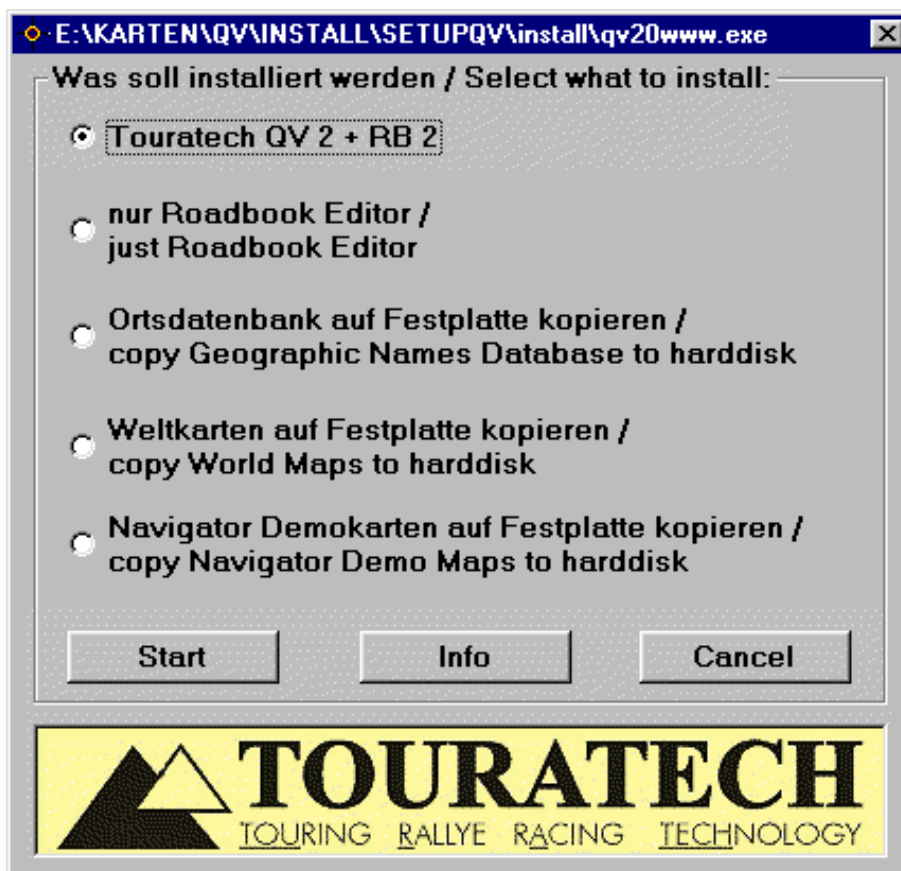 E:\KARTEN\QV\INSTALL\SETUPQV\install\qv20www.exe
Was soll installiert werden / Select what to install:
Touratech QV 2 + RB 2
nur Roadbook Editor /
just Roadbook Editor
Ortsdatenbank auf Festplatte kopieren /
copy Geographic Names Database to harddisk
Weltkarten auf Festplatte kopieren /
copy World Maps to harddisk
Navigator Demokarten auf Festplatte kopieren /
copy Navigator Demo Maps to harddisk
Start Info Cancel
TOURATECH
TOURING RALLYE RACING TECHNOLOGY